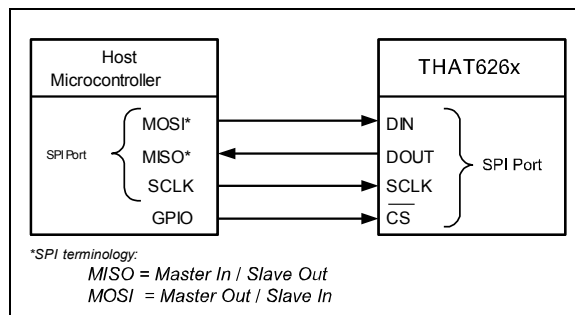 Host
Microcontroller
THAT626x
MOSI*
DIN
SPI Port
MISO*
DOUT
SPI Port
SCLK
SCLK
GPIO
CS
*SPI terminology:
MISO = Master In / Slave Out
MOSI = Master Out / Slave In